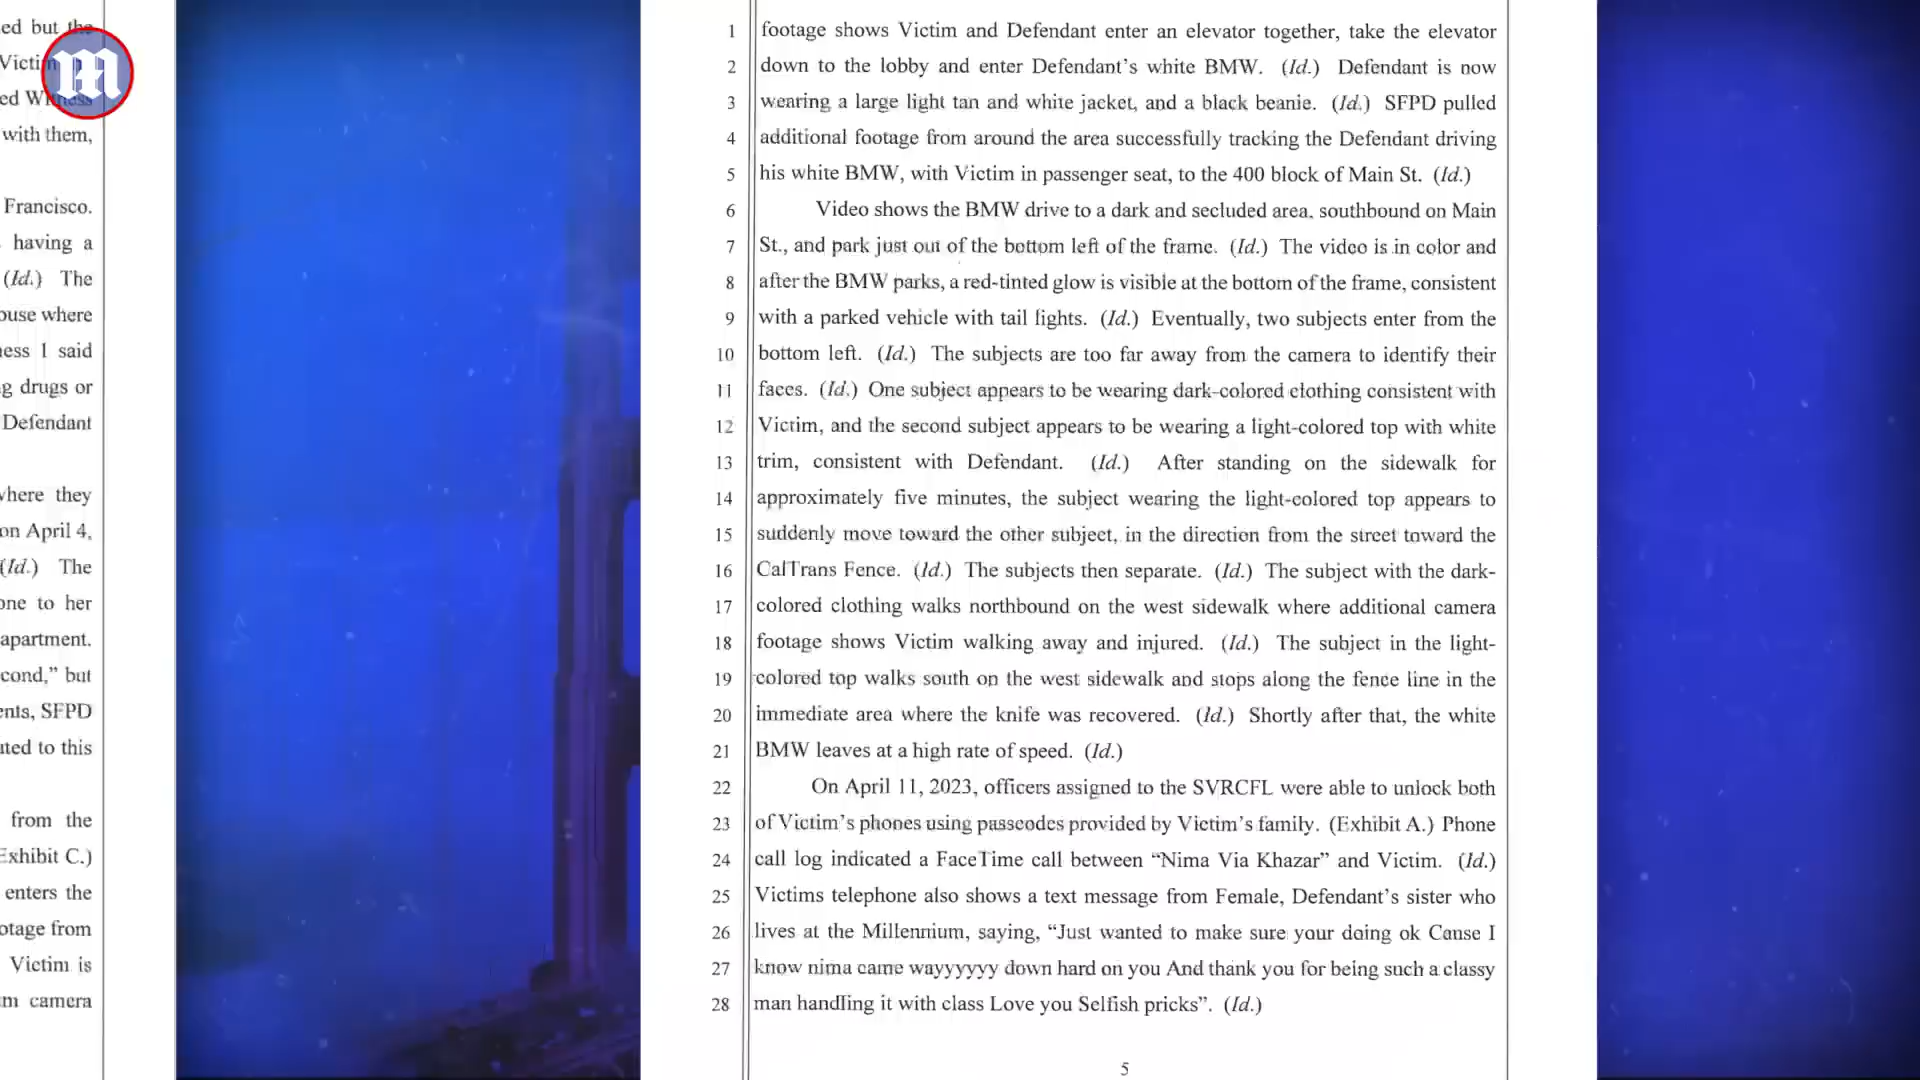 ed but the
Victim
ed Witness
with them,
Francisco.
having a
(Id.) The
ouse where
ness 1 said
g drugs or
Defendant
where they
on April 4,
(Id.) The
one to her
apartment.
cond,” but
ents, SFPD
uted to this
from the
Exhibit C.)
enters the
otage from
Victim is
m camera
M
1 footage shows Victim and Defendant enter an elevator together, take the elevator
2 down to the lobby and enter Defendant’s white BMW. (Id.) Defendant is now
3 wearing a large light tan and white jacket, and a black beanie. (Id.) SFPD pulled
4 additional footage from around the area successfully tracking the Defendant driving
5 his white BMW, with Victim in passenger seat, to the 400 block of Main St. (Id.)
6 Video shows the BMW drive to a dark and secluded area, southbound on Main
7 St., and park just out of the bottom left of the frame. (Id.) The video is in color and
8 after the BMW parks, a red-tinted glow is visible at the bottom of the frame, consistent
9 with a parked vehicle with tail lights. (Id.) Eventually, two subjects enter from the
10 bottom left. (Id.) The subjects are too far away from the camera to identify their
11 faces. (Id.) One subject appears to be wearing dark-colored clothing consistent with
12 Victim, and the second subject appears to be wearing a light-colored top with white
13 trim, consistent with Defendant. (Id.) After standing on the sidewalk for
14 approximately five minutes, the subject wearing the light-colored top appears to
15 suddenly move toward the other subject, in the direction from the street toward the
16 CalTrans Fence. (Id.) The subjects then separate. (Id.) The subject with the dark-
17 colored clothing walks northbound on the west sidewalk where additional camera
18 footage shows Victim walking away and injured. (Id.) The subject in the light-
19 colored top walks south on the west sidewalk and stops along the fence line in the
20 immediate area where the knife was recovered. (Id.) Shortly after that, the white
21 BMW leaves at a high rate of speed. (Id.)
22 On April 11, 2023, officers assigned to the SVRCFL were able to unlock both
23 of Victim’s phones using passcodes provided by Victim’s family. (Exhibit A.) Phone
24 call log indicated a FaceTime call between “Nima Via Khazar” and Victim. (Id.)
25 Victims telephone also shows a text message from Female, Defendant’s sister who
26 lives at the Millennium, saying, “Just wanted to make sure your doing ok Cause I
27 know nima came wayyyyyy down hard on you And thank you for being such a classy
28 man handling it with class Love you Selfish pricks”. (Id.)
5